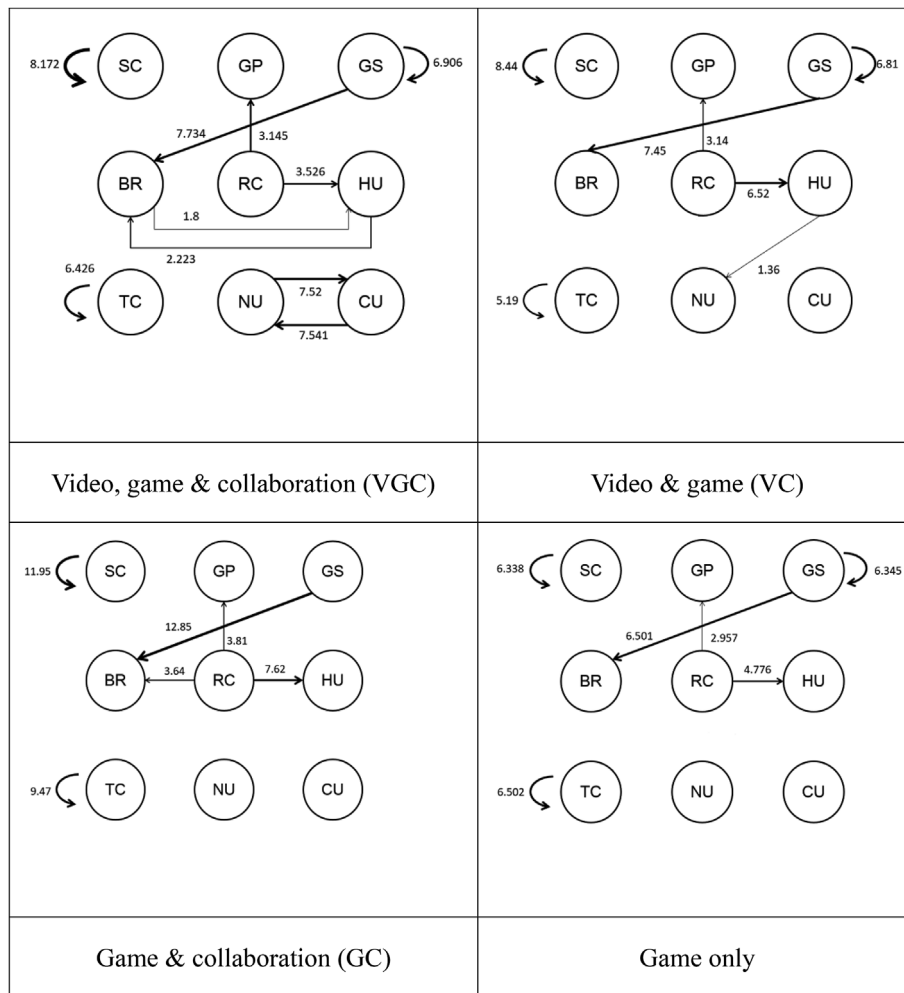 SC GP GS SC GP GS
8.172 6.906 8.44 6.81
7.734 3.145 7.45 3.14
BR RC HU BR RC HU
3.526 6.52
1.8
2.223 1.36
6.426 5.19
TC NU CU TC NU CU
7.52
7.541
Video, game & collaboration (VGC) Video & game (VC)
SC GP GS SC GP GS
11.95 6.338 6.345
12.85 3.81 6.501 2.957
BR RC HU BR RC HU
3.64 7.62 4.776
TC NU CU TC NU CU
9.47 6.502
Game & collaboration (GC) Game only